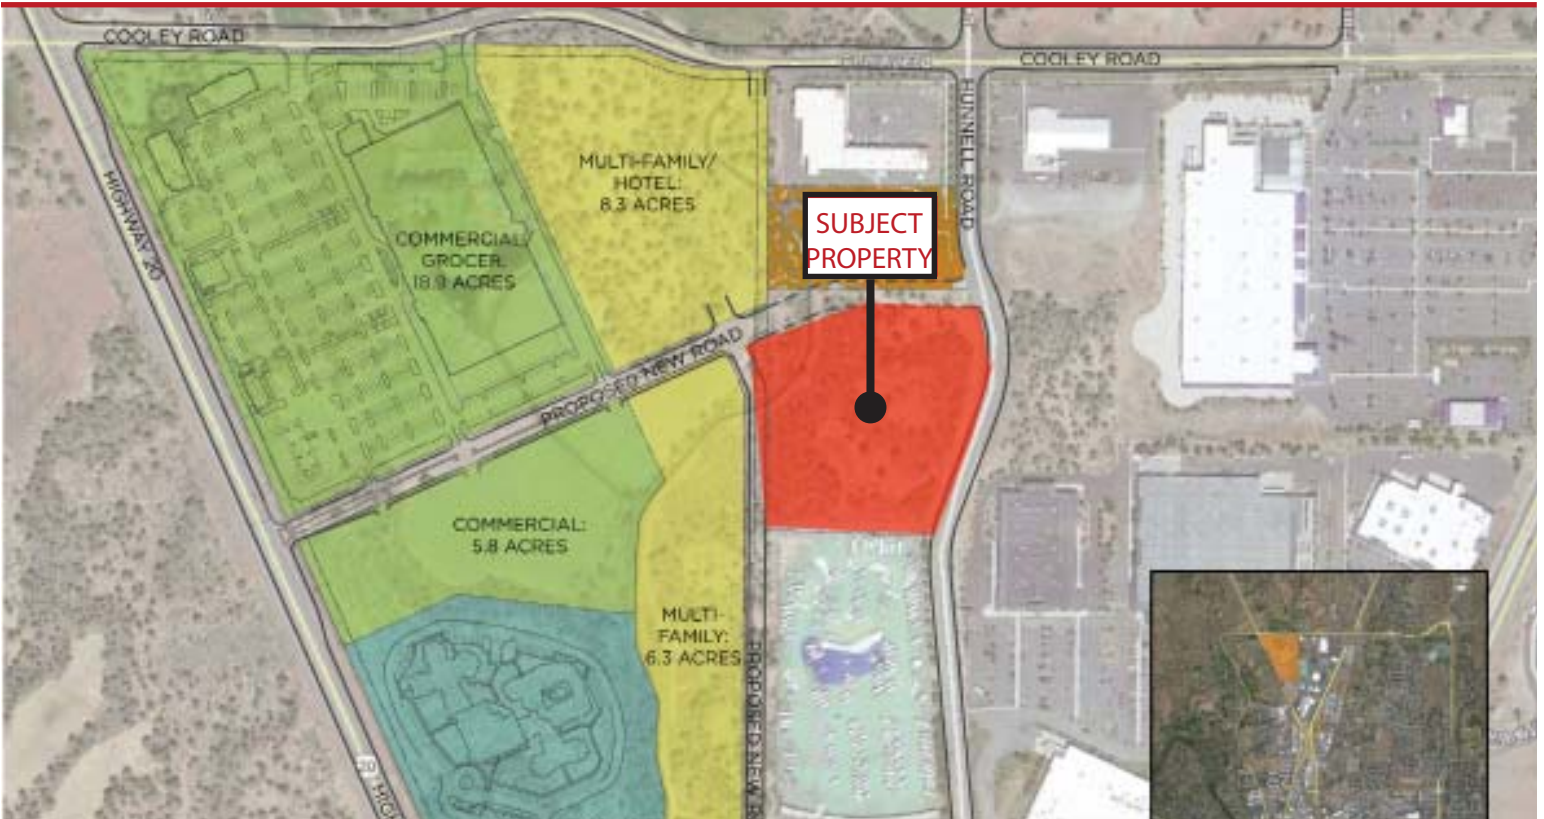 COOLEY ROAD
COOLEY ROAD
HUNNELL ROAD
HIGHWAY 20
MULTI-FAMILY/
HOTEL:
8.3 ACRES
SUBJECT
PROPERTY
COMMERCIAL/
GROCER:
18.9 ACRES
PROPOSED NEW ROAD
COMMERCIAL:
5.8 ACRES
MULTI-
FAMILY:
6.3 ACRES
PROPOSED NEW
20